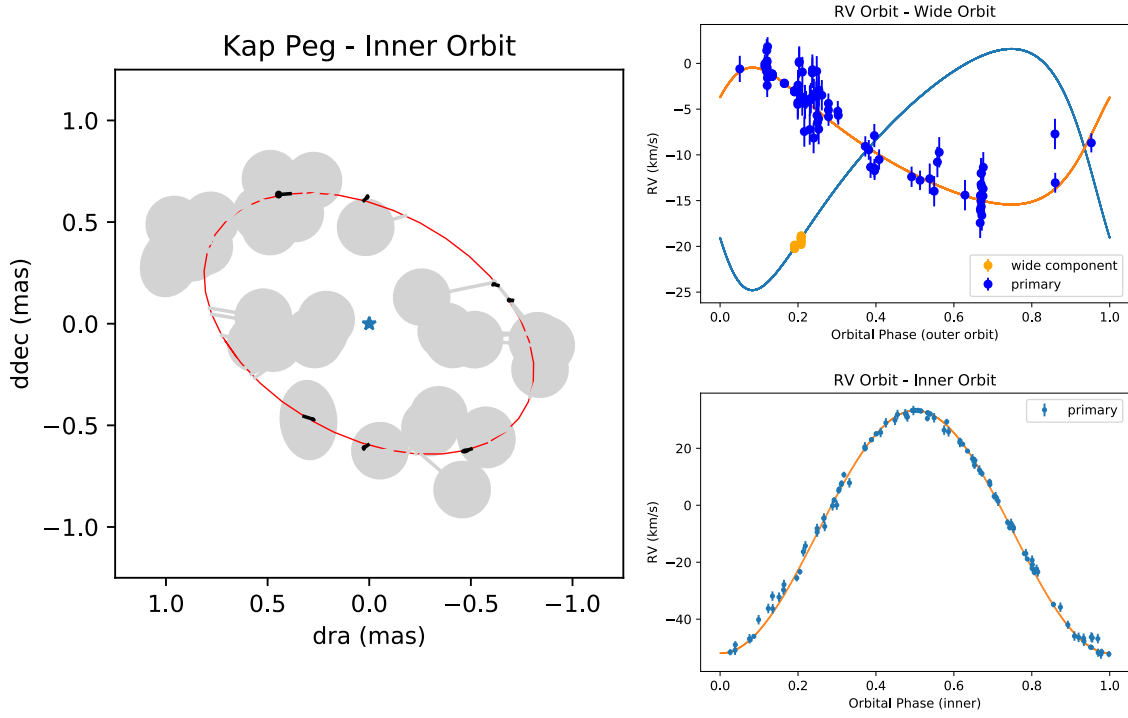 Kap Peg - Inner Orbit
ddec (mas)
1.0
0.5
0.0
−0.5
−1.0
1.0 0.5 0.0 −0.5 −1.0
dra (mas)
RV Orbit - Wide Orbit
RV (km/s)
0
−5
−10
−15
−20
−25
wide component
primary
0.0 0.2 0.4 0.6 0.8 1.0
Orbital Phase (outer orbit)
RV Orbit - Inner Orbit
RV (km/s)
primary
20
0
−20
−40
0.0 0.2 0.4 0.6 0.8 1.0
Orbital Phase (inner)